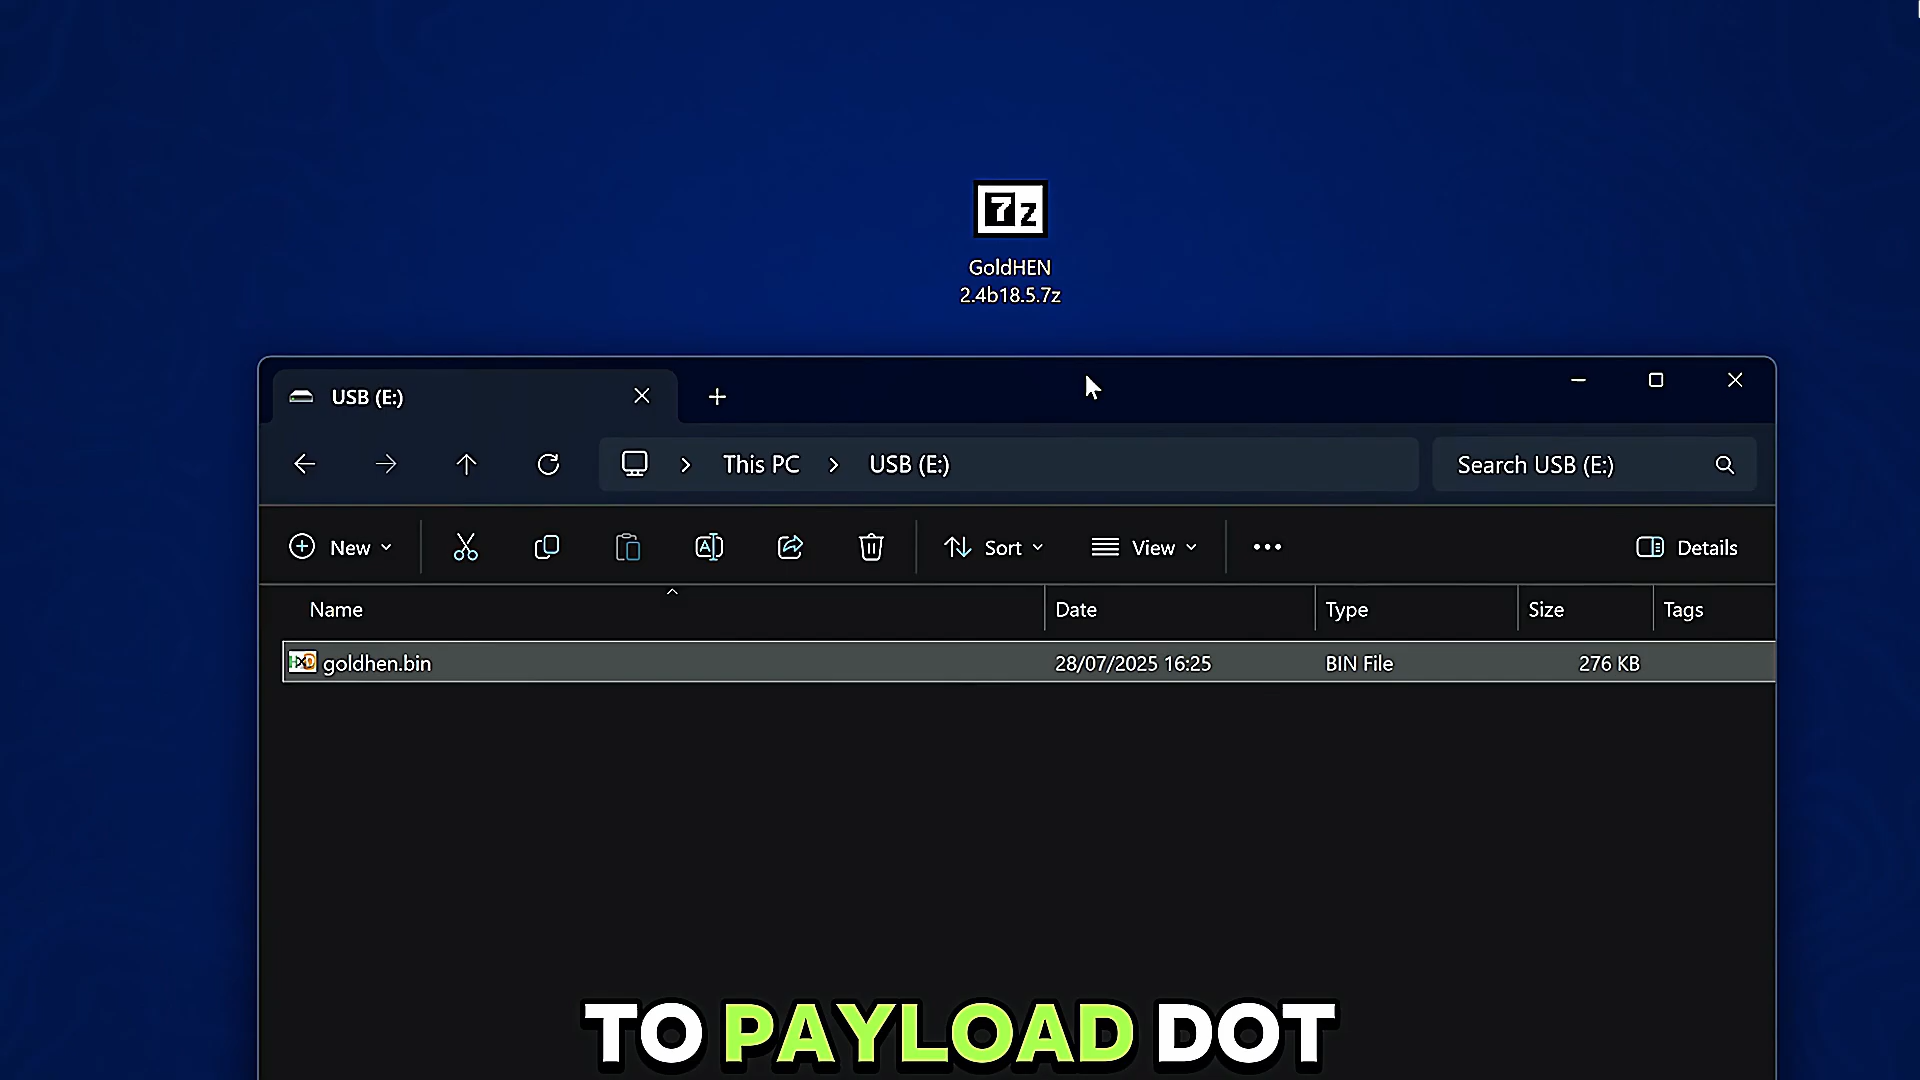 7z
GoldHEN
2.4b18.5.7z
USB (E:)
This PC > USB (E:)
Search USB (E:)
New
Sort
View
Details
Name Date Type Size Tags
goldhen.bin 28/07/2025 16:25 BIN File 276 KB
TO PAYLOAD DOT